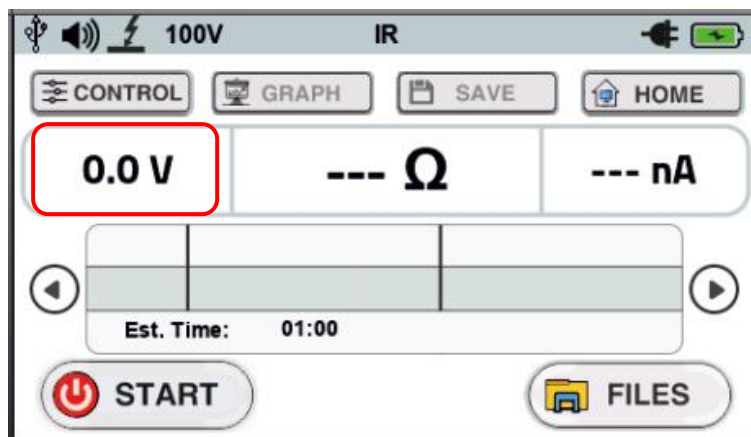 100V IR
CONTROL GRAPH SAVE HOME
0.0 V --- Ω --- nA
Est. Time: 01:00
START FILES